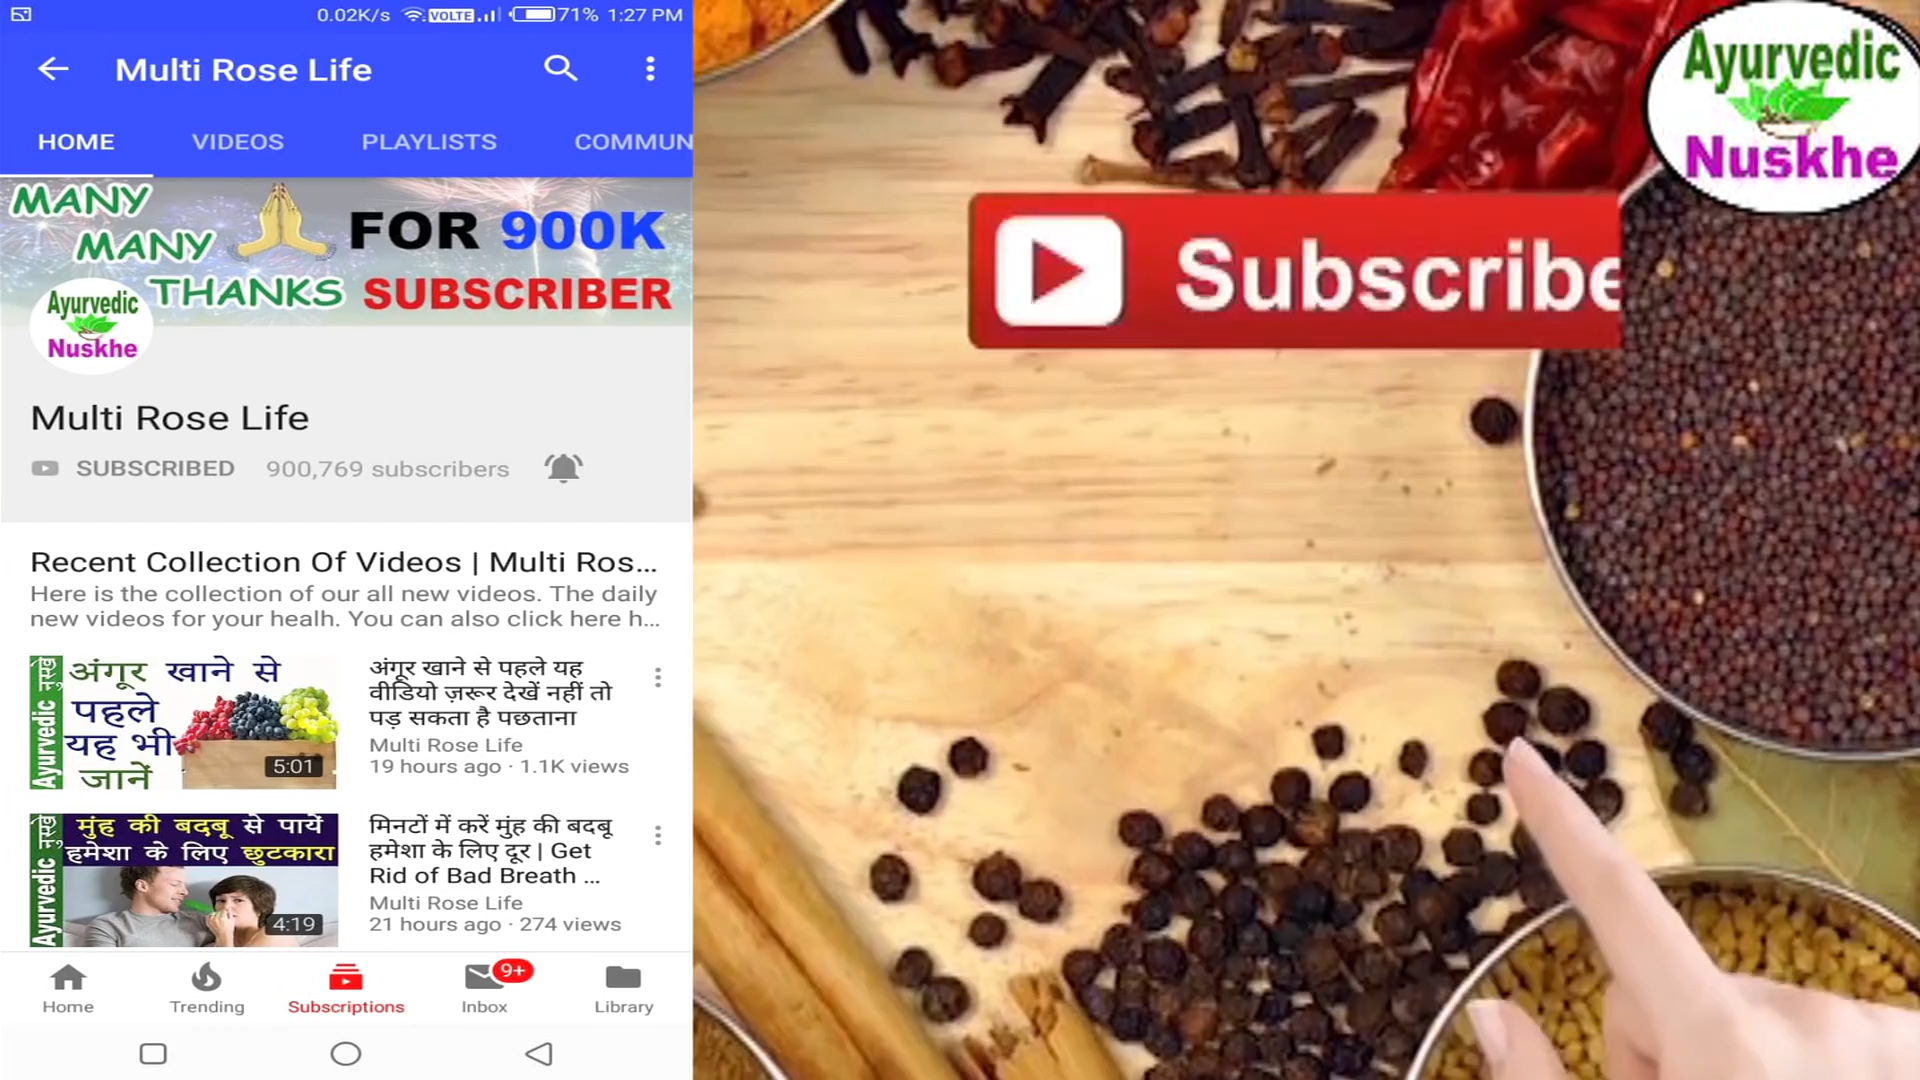 0.02K/s VOLTE 71% 1:27 PM
Multi Rose Life
HOME VIDEOS PLAYLISTS COMMUN
MANY
MANY
THANKS
FOR 900K
SUBSCRIBER
Ayurvedic
Nuskhe
Multi Rose Life
SUBSCRIBED 900,769 subscribers
Recent Collection Of Videos | Multi Ros...
Here is the collection of our all new videos. The daily
new videos for your healh. You can also click here h...
Ayurvedic नुस्खे
अंगूर खाने से
पहले
यह भी
जानें
5:01
अंगूर खाने से पहले यह
वीडियो ज़रूर देखें नहीं तो
पड़ सकता है पछताना
Multi Rose Life
19 hours ago · 1.1K views
Ayurvedic नुस्खे
मुंह की बदबू से पायें
हमेशा के लिए छुटकारा
4:19
मिनटों में करें मुंह की बदबू
हमेशा के लिए दूर | Get
Rid of Bad Breath ...
Multi Rose Life
21 hours ago · 274 views
Home Trending Subscriptions Inbox 9+ Library
Subscribe
Ayurvedic
Nuskhe